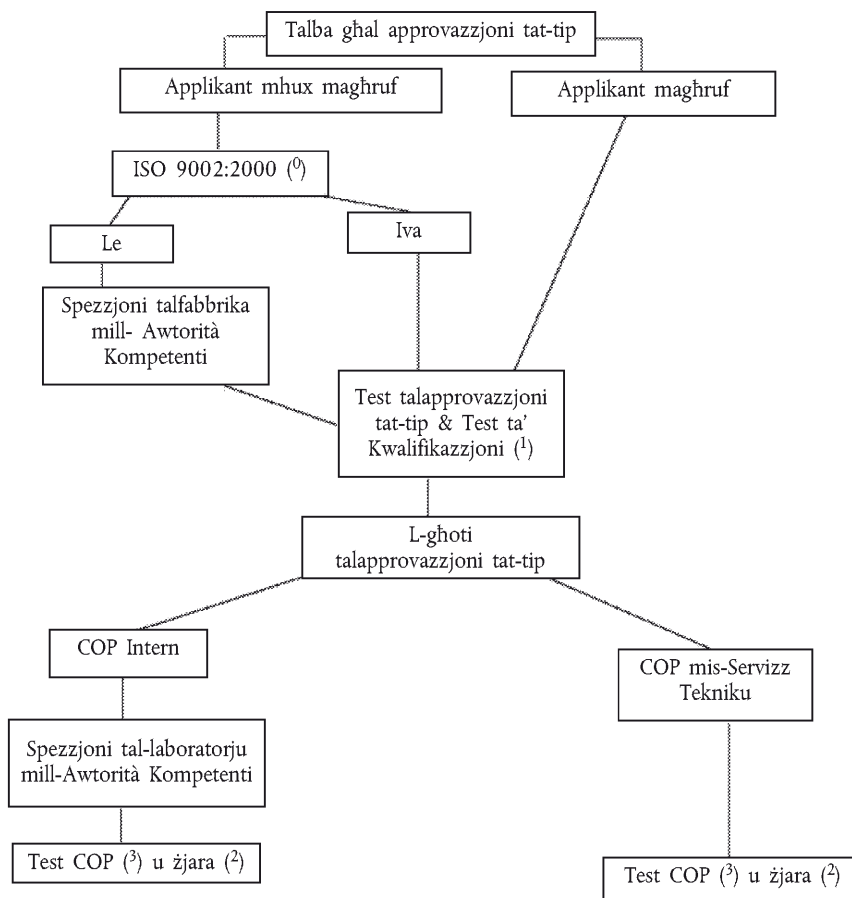 Talba għal approvazzjoni tat-tip
Applikant mhux magħruf
Applikant magħruf
ISO 9002:2000 (⁰)
Le
Iva
Spezzjoni talfabbrika
mill- Awtorità
Kompetenti
Test talapprovazzjoni
tat-tip & Test ta’
Kwalifikazzjoni (¹)
L-għoti
talapprovazzjoni tat-tip
COP Intern
COP mis-Servizz
Tekniku
Spezzjoni tal-laboratorju
mill-Awtorità Kompetenti
Test COP (³) u żjara (²)
Test COP (³) u żjara (²)